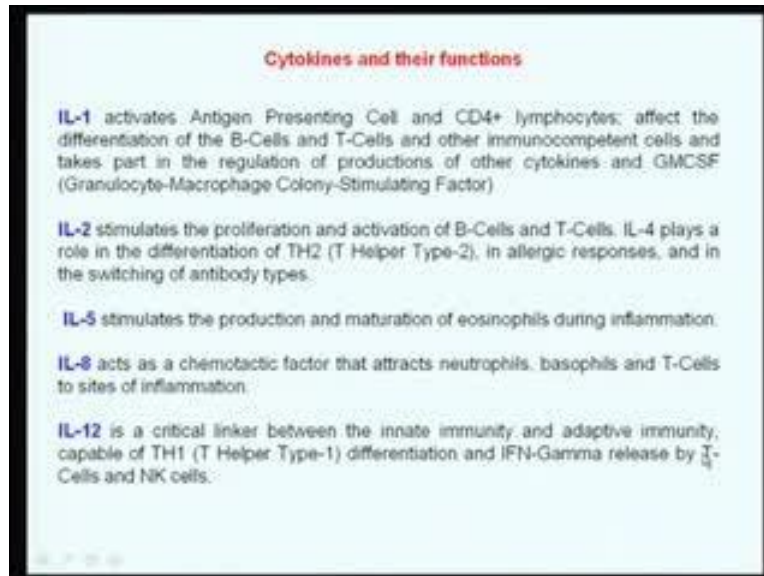 Cytokines and their functions
IL-1 activates Antigen Presenting Cell and CD4+ lymphocytes; affect the
differentiation of the B-Cells and T-Cells and other immunocompetent cells and
takes part in the regulation of productions of other cytokines and GMCSF
(Granulocyte-Macrophage Colony-Stimulating Factor)
IL-2 stimulates the proliferation and activation of B-Cells and T-Cells. IL-4 plays a
role in the differentiation of TH2 (T Helper Type-2), in allergic responses, and in
the switching of antibody types.
IL-5 stimulates the production and maturation of eosinophils during inflammation.
IL-8 acts as a chemotactic factor that attracts neutrophils, basophils and T-Cells
to sites of inflammation.
IL-12 is a critical linker between the innate immunity and adaptive immunity,
capable of TH1 (T Helper Type-1) differentiation and IFN-Gamma release by T-
Cells and NK cells.